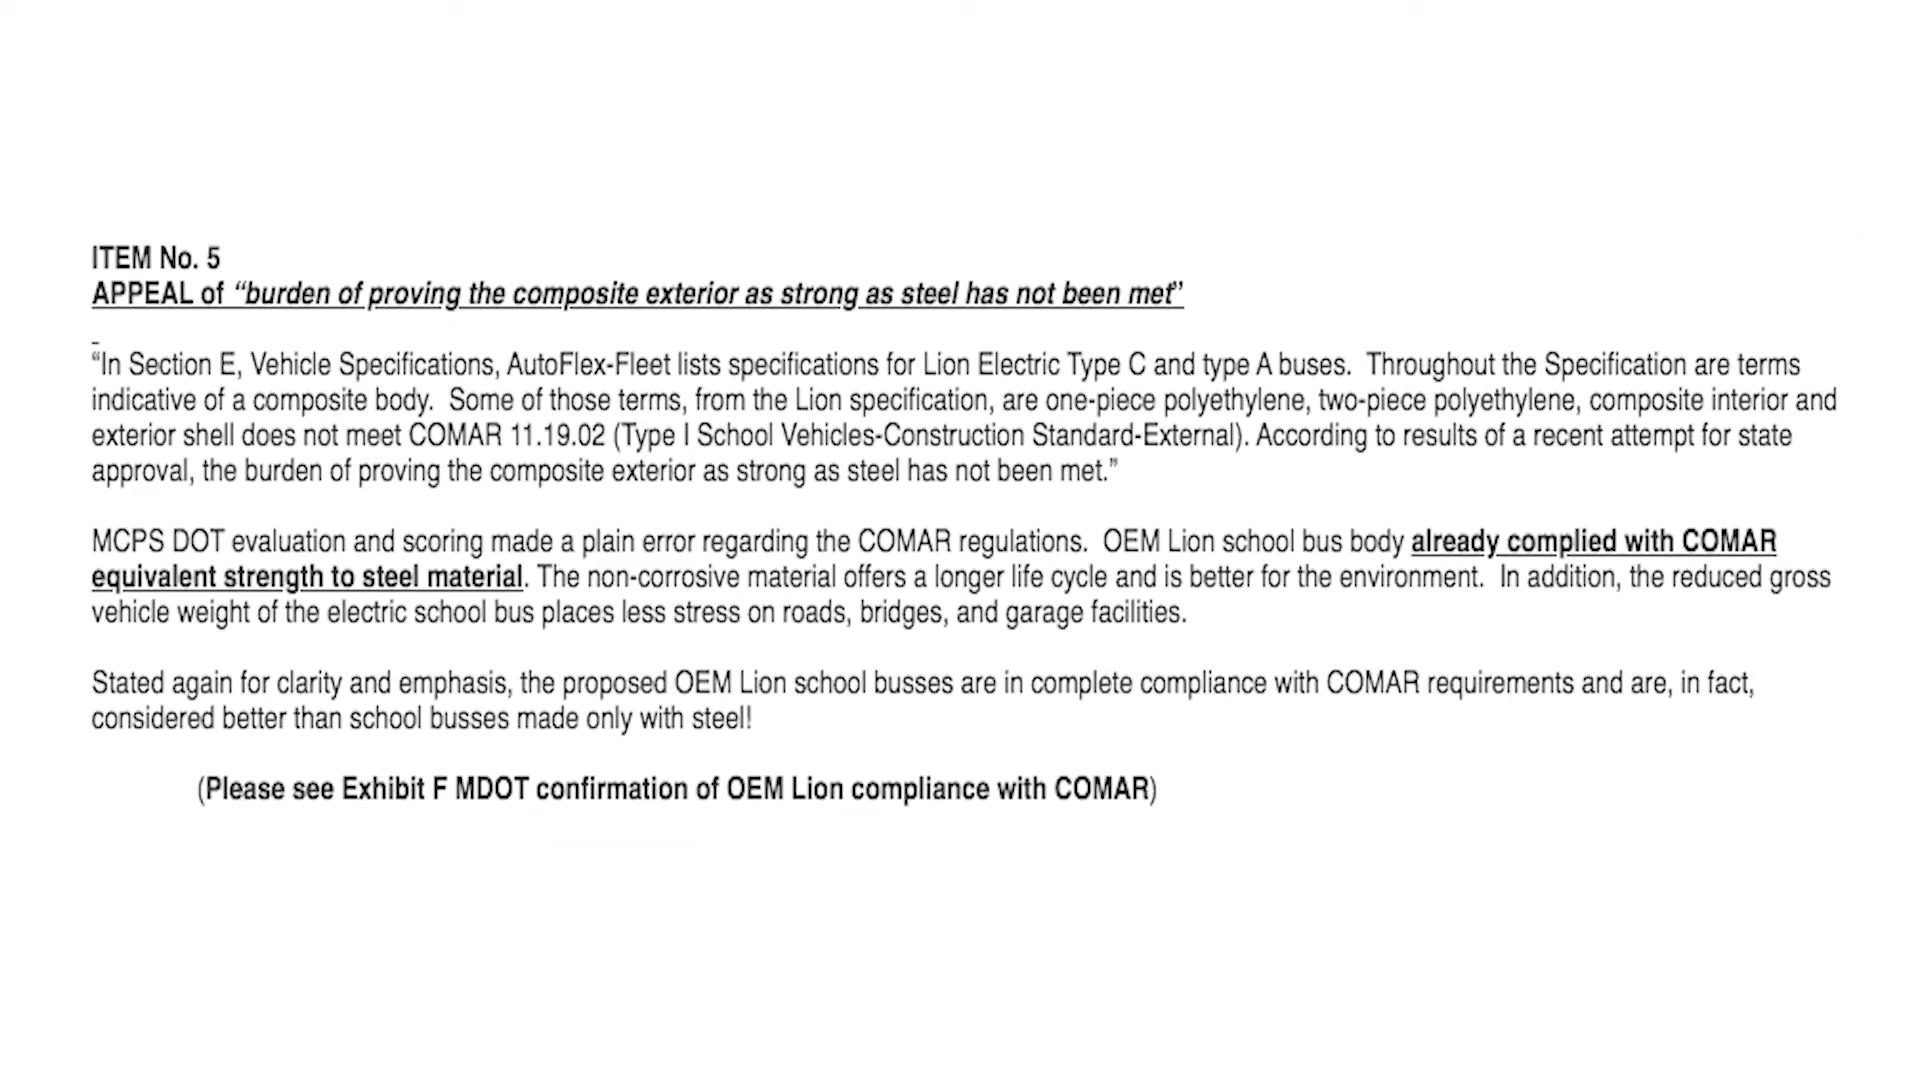 ITEM No. 5
APPEAL of “burden of proving the composite exterior as strong as steel has not been met”
“In Section E, Vehicle Specifications, AutoFlex-Fleet lists specifications for Lion Electric Type C and type A buses. Throughout the Specification are terms
indicative of a composite body. Some of those terms, from the Lion specification, are one-piece polyethylene, two-piece polyethylene, composite interior and
exterior shell does not meet COMAR 11.19.02 (Type I School Vehicles-Construction Standard-External). According to results of a recent attempt for state
approval, the burden of proving the composite exterior as strong as steel has not been met.”
MCPS DOT evaluation and scoring made a plain error regarding the COMAR regulations. OEM Lion school bus body already complied with COMAR
equivalent strength to steel material. The non-corrosive material offers a longer life cycle and is better for the environment. In addition, the reduced gross
vehicle weight of the electric school bus places less stress on roads, bridges, and garage facilities.
Stated again for clarity and emphasis, the proposed OEM Lion school busses are in complete compliance with COMAR requirements and are, in fact,
considered better than school busses made only with steel!
(Please see Exhibit F MDOT confirmation of OEM Lion compliance with COMAR)